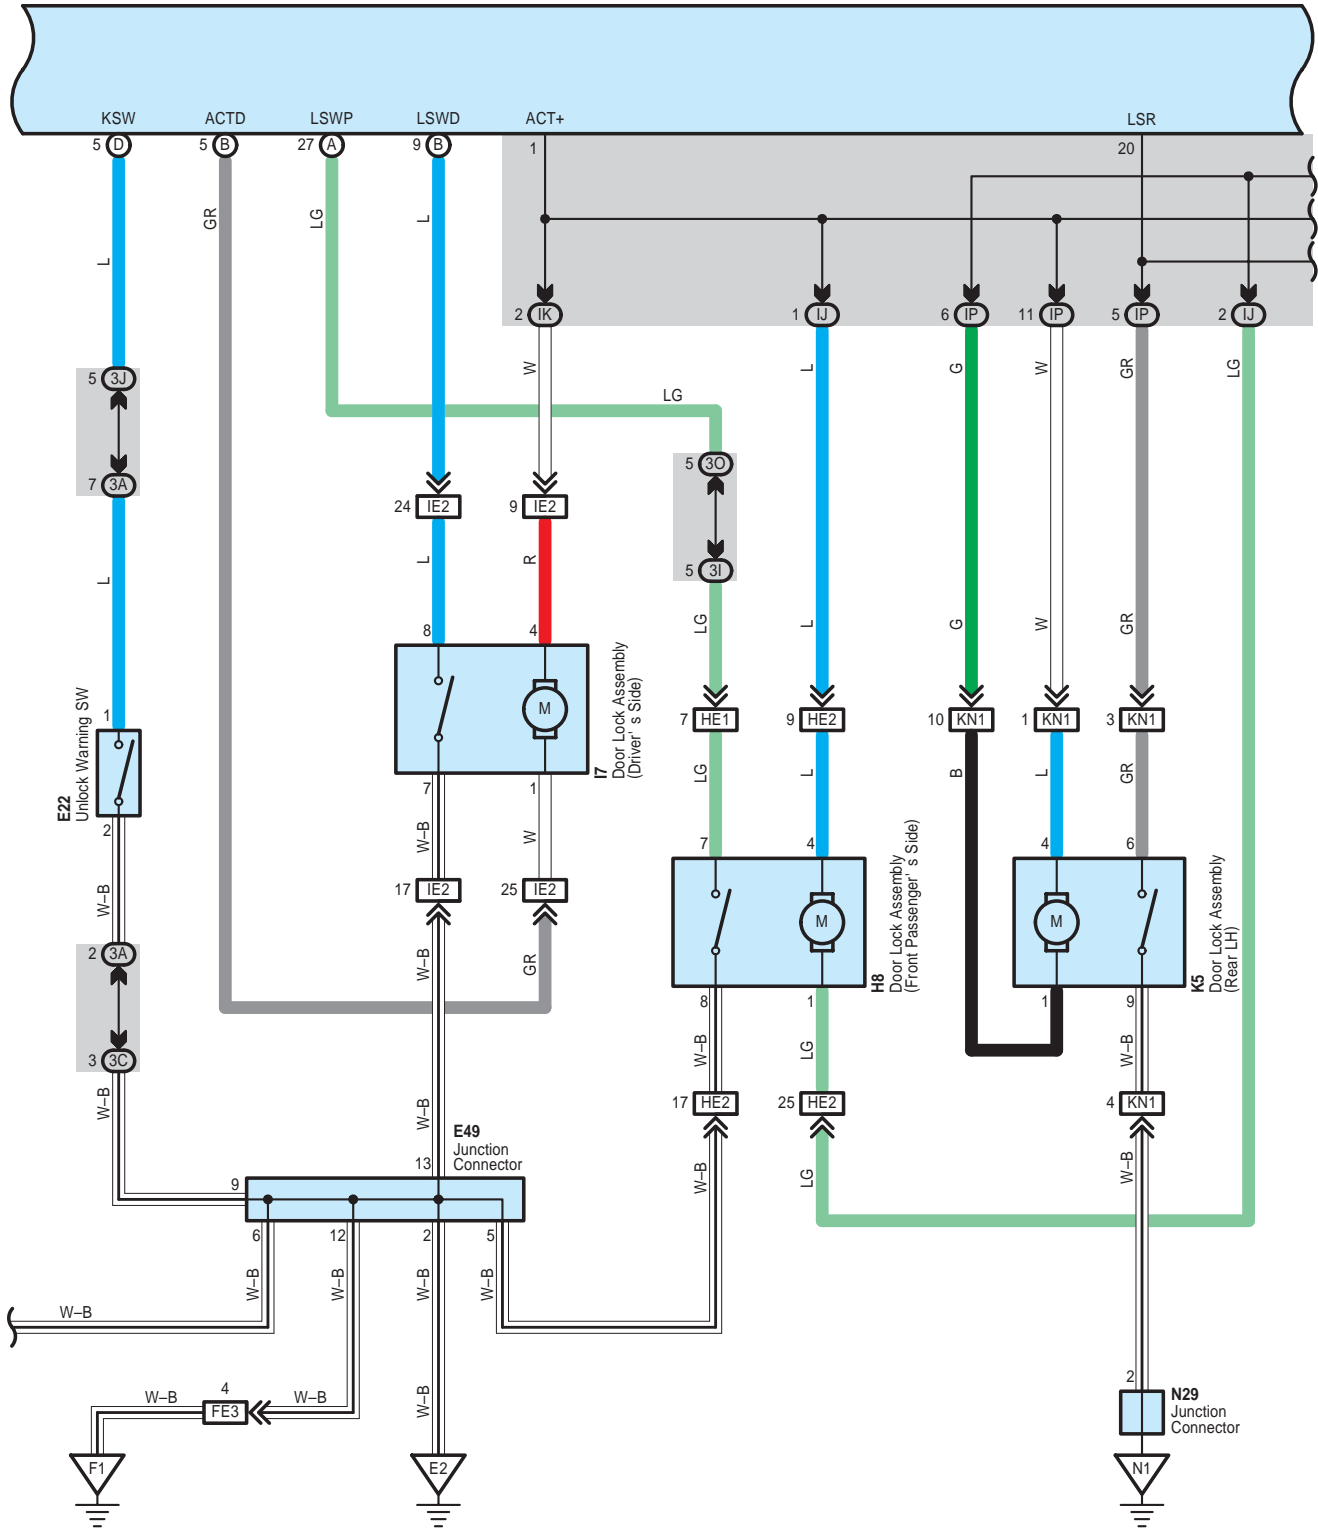 KSW ACTD LSWP LSWD ACT+ LSR
5 D 5 B 27 A 9 B 1 20
L GR LG L
2 IK 1 IJ 6 IP 11 IP 5 IP 2 IJ
W L G W GR LG
5 3J
LG
7 3A
5 3O
24 IE2 9 IE2
L L R
5 3I
8 4
LG L G W GR
Door Lock Assembly
(Driver' s Side)
I7
1
Unlock Warning SW
E22
7 HE1 9 HE2 10 KN1 1 KN1 3 KN1
LG L B L GR
7 1
2
W–B W
7 4 4 6
17 IE2 25 IE2
W–B
M
M
M
Door Lock Assembly
(Front Passenger' s Side)
H8
Door Lock Assembly
(Rear LH)
K5
2 3A
W–B GR
8 1 1 9
3 3C
W–B LG W–B
W–B
W–B
17 HE2 25 HE2 4 KN1
E49
Junction
Connector
13
9
W–B LG W–B
6 12 2 5
W–B W–B W–B W–B
W–B
4
W–B FE3 W–B
W–B
2
N29
Junction
Connector
F1 E2 N1